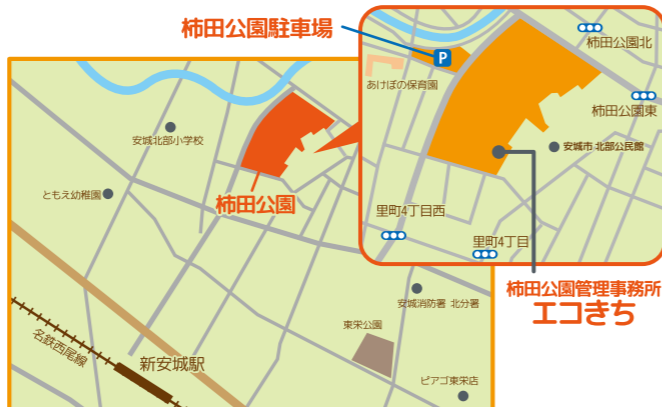 柿田公園駐車場
P
柿田公園北
あけぼの保育園
柿田公園東
安城市 北部公民館
里町4丁目西
里町4丁目
柿田公園管理事務所
エコきち
安城北部小学校
ともえ幼稚園
柿田公園
安城消防署 北分署
東栄公園
名鉄西尾線
新安城駅
ピアゴ東栄店